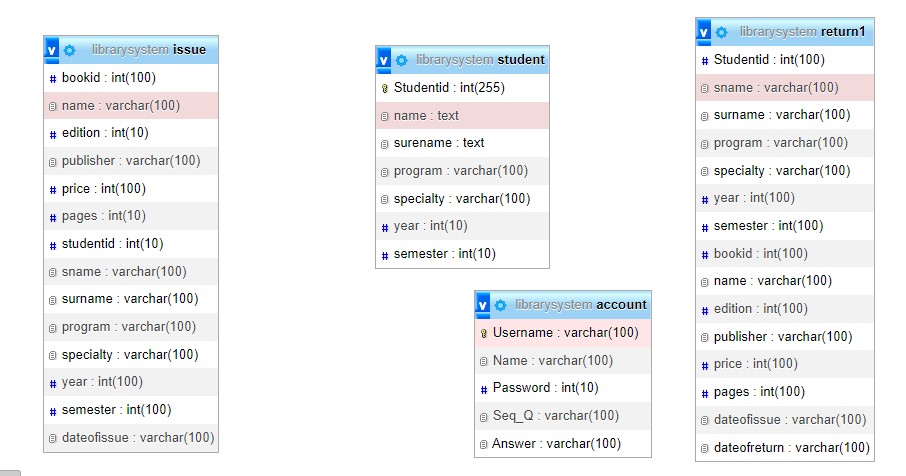 librarysystem issue
bookid : int(100)
name : varchar(100)
edition : int(10)
publisher : varchar(100)
price : int(100)
pages : int(10)
studentid : int(10)
sname : varchar(100)
surname : varchar(100)
program : varchar(100)
specialty : varchar(100)
year : int(100)
semester : int(100)
dateofissue : varchar(100)
librarysystem student
Studentid : int(255)
name : text
surename : text
program : varchar(100)
specialty : varchar(100)
year : int(10)
semester : int(10)
librarysystem account
Username : varchar(100)
Name : varchar(100)
Password : int(10)
Seq_Q : varchar(100)
Answer : varchar(100)
librarysystem return1
Studentid : int(100)
sname : varchar(100)
surname : varchar(100)
program : varchar(100)
specialty : varchar(100)
year : int(100)
semester : int(100)
bookid : int(100)
name : varchar(100)
edition : int(100)
publisher : varchar(100)
price : int(100)
pages : int(100)
dateofissue : varchar(100)
dateofreturn : varchar(100)